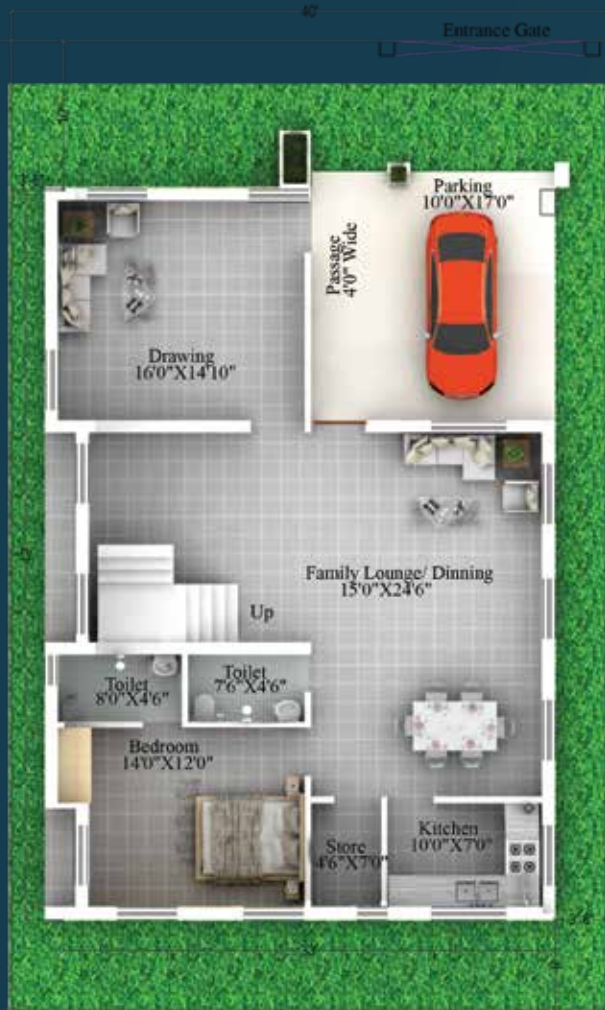 40'
Entrance Gate
Parking
10'0"X17'0"
Passage
4'0" Wide
Drawing
16'0"X14'10"
Family Lounge/ Dinning
15'0"X24'6"
Up
Toilet
8'0"X4'6"
Toilet
7'6"X4'6"
Bedroom
14'0"X12'0"
Store
4'6"X7'0"
Kitchen
10'0"X7'0"